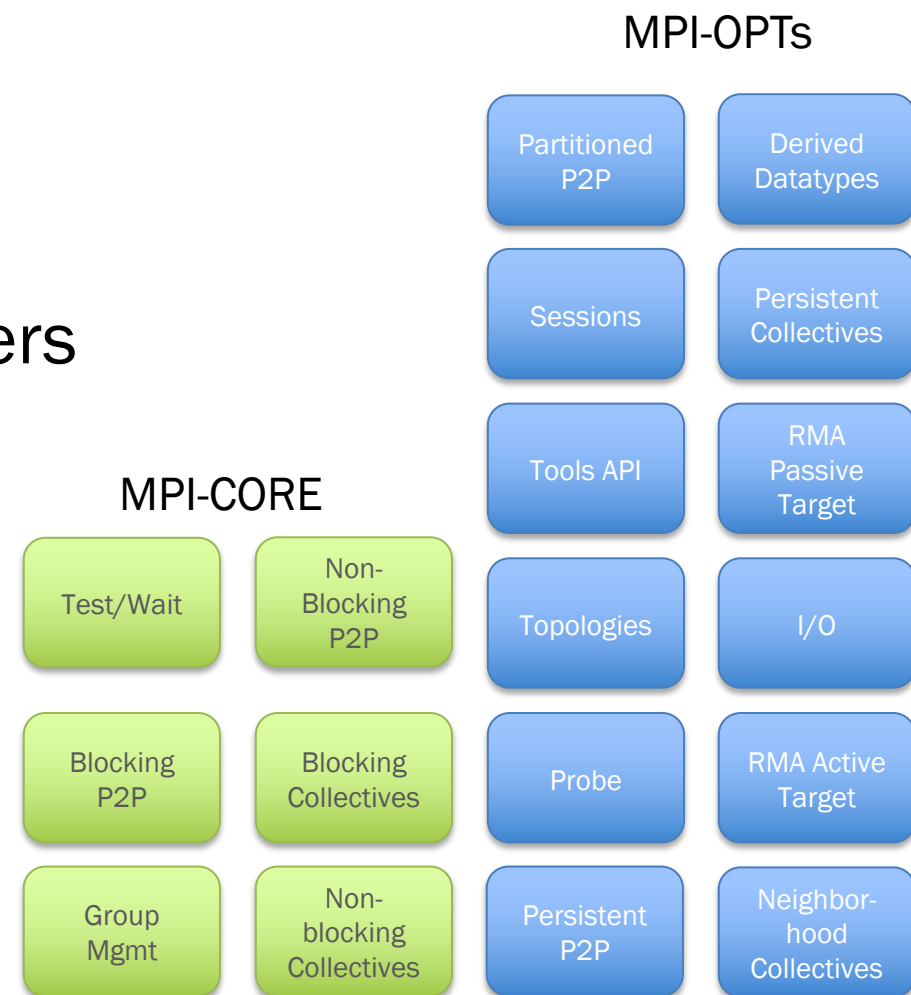 MPI-OPTs
Partitioned
P2P
Derived
Datatypes
Sessions
Persistent
Collectives
ers
Tools API
RMA
Passive
Target
MPI-CORE
Test/Wait
Non-
Blocking
P2P
Topologies
I/O
Blocking
P2P
Blocking
Collectives
Probe
RMA Active
Target
Group
Mgmt
Non-
blocking
Collectives
Persistent
P2P
Neighbor-
hood
Collectives